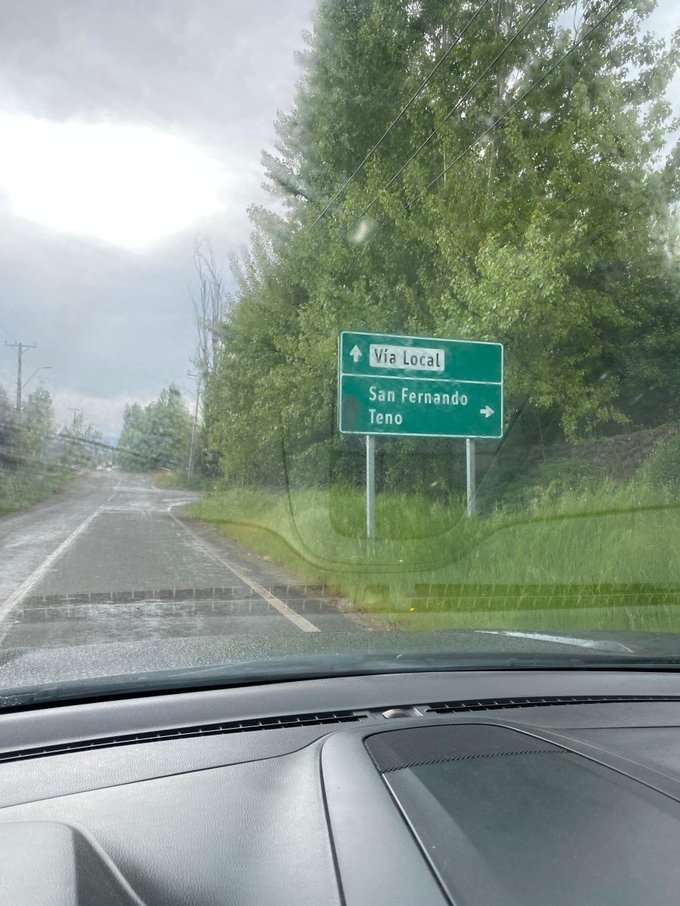 Vía Local
San Fernando
Teno